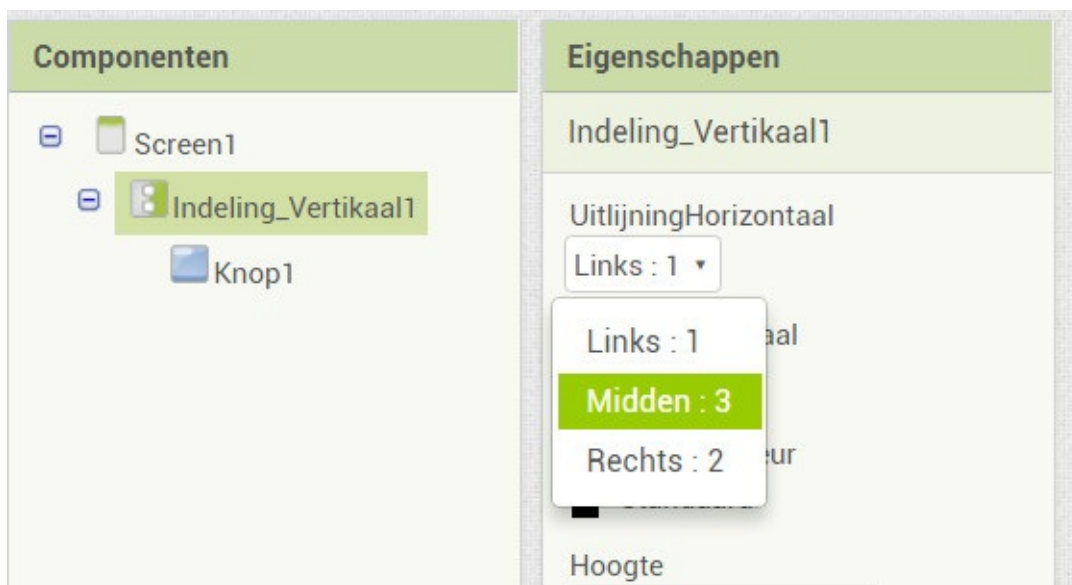 Componenten
Screen1
Indeling_Vertikaal1
Knop1
Eigenschappen
Indeling_Vertikaal1
UitlijningHorizontaal
Links : 1
Links : 1
Midden : 3
Rechts : 2
Hoogte